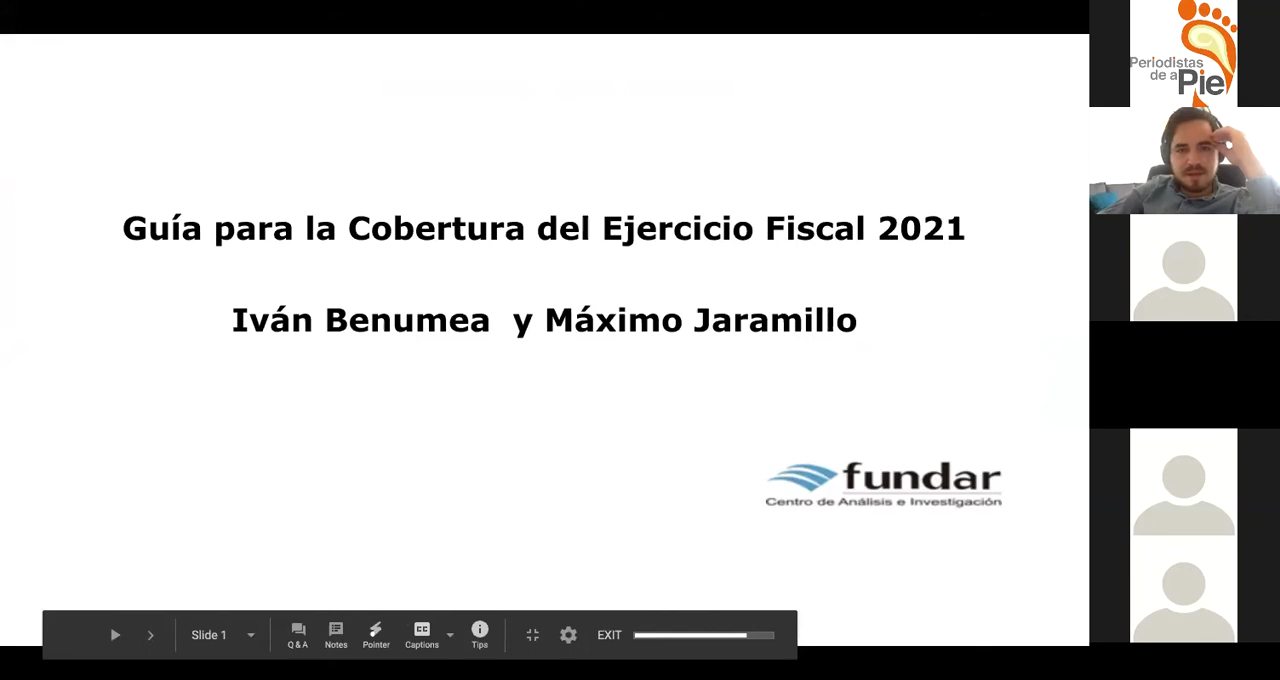 Periodistas
de a Pie
Guía para la Cobertura del Ejercicio Fiscal 2021
Iván Benumea y Máximo Jaramillo
fundar
Centro de Análisis e Investigación
Slide 1
Q & A
Notes
Pointer
CC
Captions
Tips
EXIT